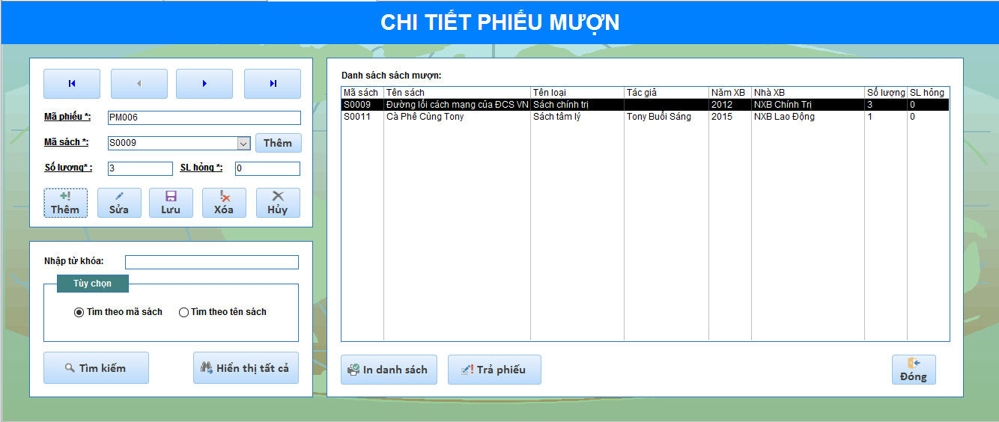 CHI TIẾT PHIẾU MƯỢN
Mã phiếu *: PM006
Mã sách *: S0009 Thêm
Số lượng* : 3 SL hỏng *: 0
Thêm Sửa Lưu Xóa Hủy
Nhập từ khóa:
Tùy chọn
Tìm theo mã sách Tìm theo tên sách
Tìm kiếm Hiển thị tất cả
Danh sách sách mượn:
Mã sách Tên sách Tên loại Tác giả Năm XB Nhà XB Số lượng SL hỏng
S0009 Đường lối cách mạng của ĐCS VN Sách chính trị 2012 NXB Chính Trị 3 0
S0011 Cà Phê Cùng Tony Sách tâm lý Tony Buổi Sáng 2015 NXB Lao Động 1 0
In danh sách Trả phiếu Đóng